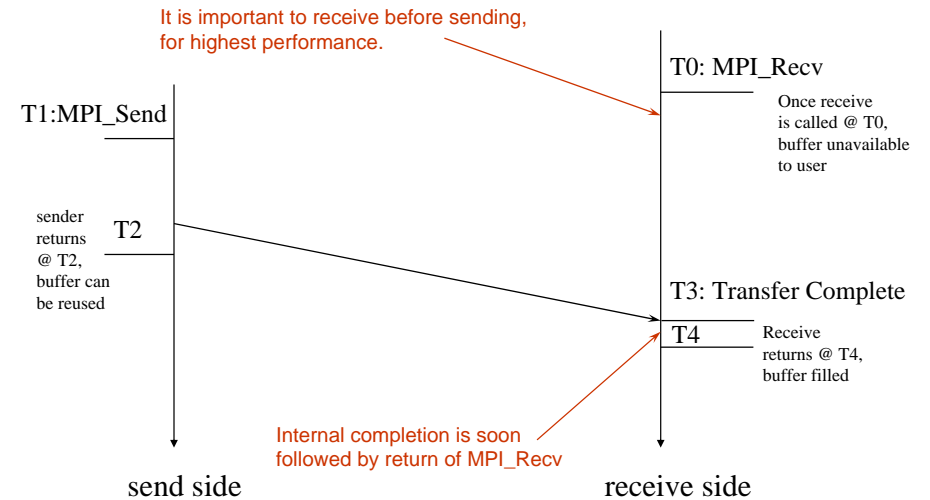 It is important to receive before sending,
for highest performance.
T0: MPI_Recv
Once receive
is called @ T0,
buffer unavailable
to user
T1:MPI_Send
sender
returns
@ T2,
buffer can
be reused
T2
T3: Transfer Complete
T4
Receive
returns @ T4,
buffer filled
Internal completion is soon
followed by return of MPI_Recv
send side
receive side